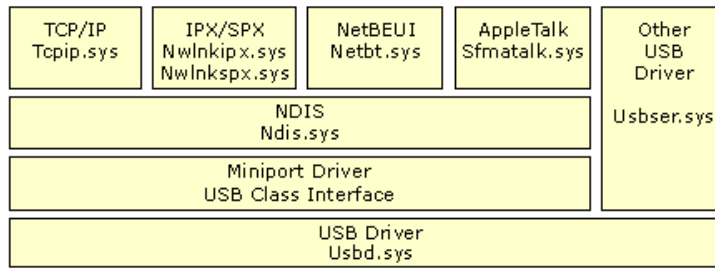 TCP/IP
Tcpip.sys
IPX/SPX
Nwlnkipx.sys
Nwlnkspx.sys
NetBEUI
Netbt.sys
AppleTalk
Sfmatalk.sys
Other
USB
Driver
Usbser.sys
NDIS
Ndis.sys
Miniport Driver
USB Class Interface
USB Driver
Usbd.sys